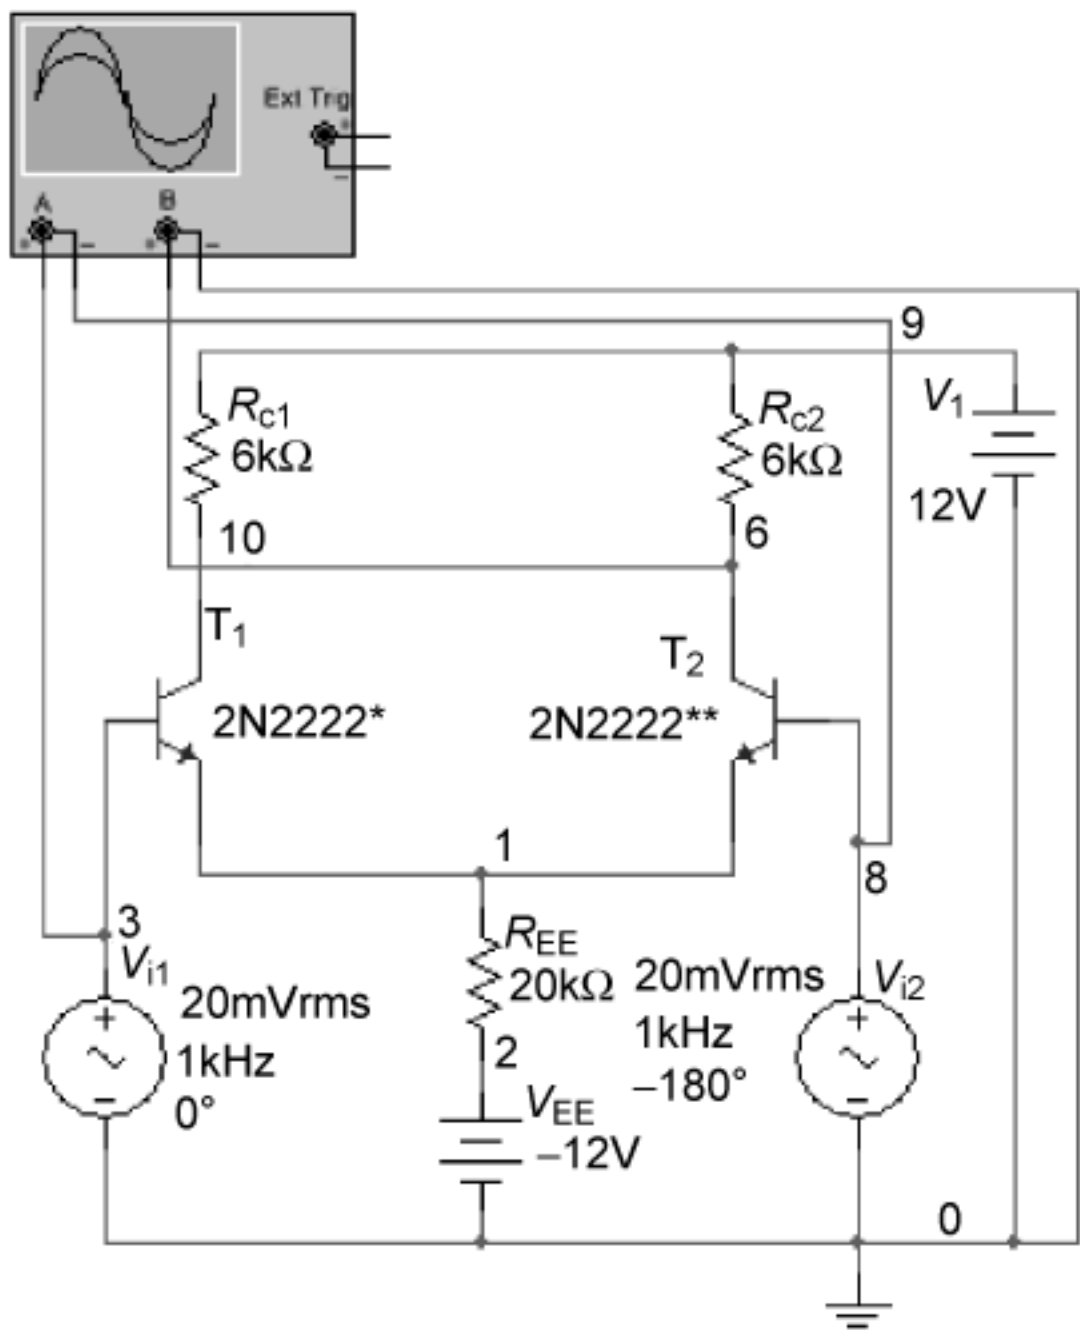 Ext Trig
+
−
A
B
+
−
+
−
9
Rc1
6kΩ
Rc2
6kΩ
V1
12V
10
6
T1
T2
2N2222*
2N2222**
1
8
3
Vi1
20mVrms
1kHz
0°
+
−
REE
20kΩ
2
VEE
−12V
20mVrms
1kHz
−180°
Vi2
+
−
0